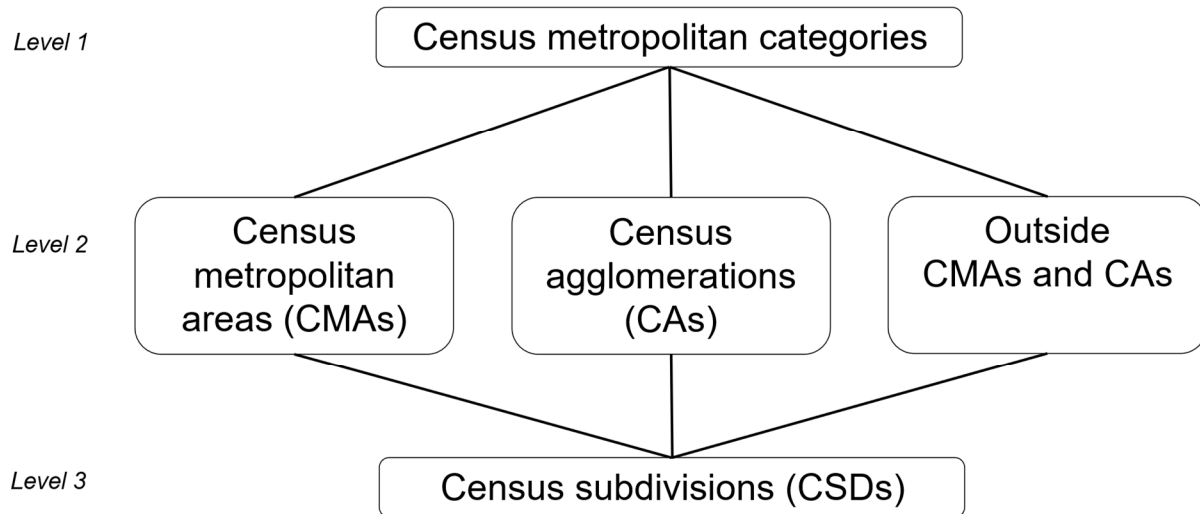 Level 1
Census metropolitan categories
Level 2
Census
metropolitan
areas (CMAs)
Census
agglomerations
(CAs)
Outside
CMAs and CAs
Level 3
Census subdivisions (CSDs)